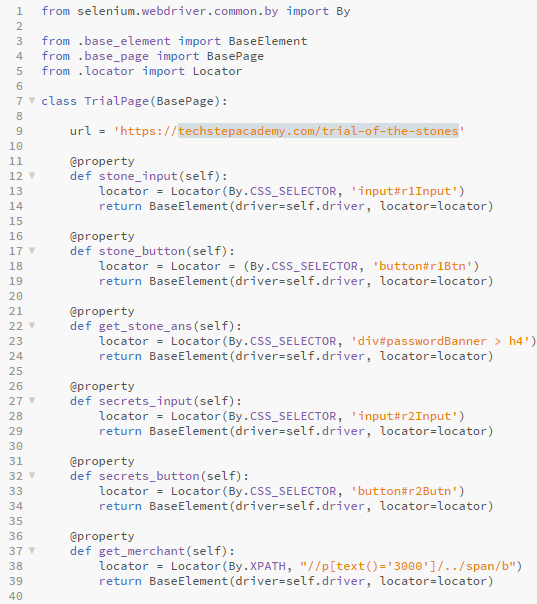 1 from selenium.webdriver.common.by import By
2
3 from .base_element import BaseElement
4 from .base_page import BasePage
5 from .locator import Locator
6
7 class TrialPage(BasePage):
8
9     url = 'https://techstepacademy.com/trial-of-the-stones'
10
11     @property
12     def stone_input(self):
13         locator = Locator(By.CSS_SELECTOR, 'input#r1Input')
14         return BaseElement(driver=self.driver, locator=locator)
15
16     @property
17     def stone_button(self):
18         locator = Locator = (By.CSS_SELECTOR, 'button#r1Btn')
19         return BaseElement(driver=self.driver, locator=locator)
20
21     @property
22     def get_stone_ans(self):
23         locator = Locator(By.CSS_SELECTOR, 'div#passwordBanner > h4')
24         return BaseElement(driver=self.driver, locator=locator)
25
26     @property
27     def secrets_input(self):
28         locator = Locator(By.CSS_SELECTOR, 'input#r2Input')
29         return BaseElement(driver=self.driver, locator=locator)
30
31     @property
32     def secrets_button(self):
33         locator = Locator(By.CSS_SELECTOR, 'button#r2Butn')
34         return BaseElement(driver=self.driver, locator=locator)
35
36     @property
37     def get_merchant(self):
38         locator = Locator(By.XPATH, "//p[text()='3000']/../span/b")
39         return BaseElement(driver=self.driver, locator=locator)
40